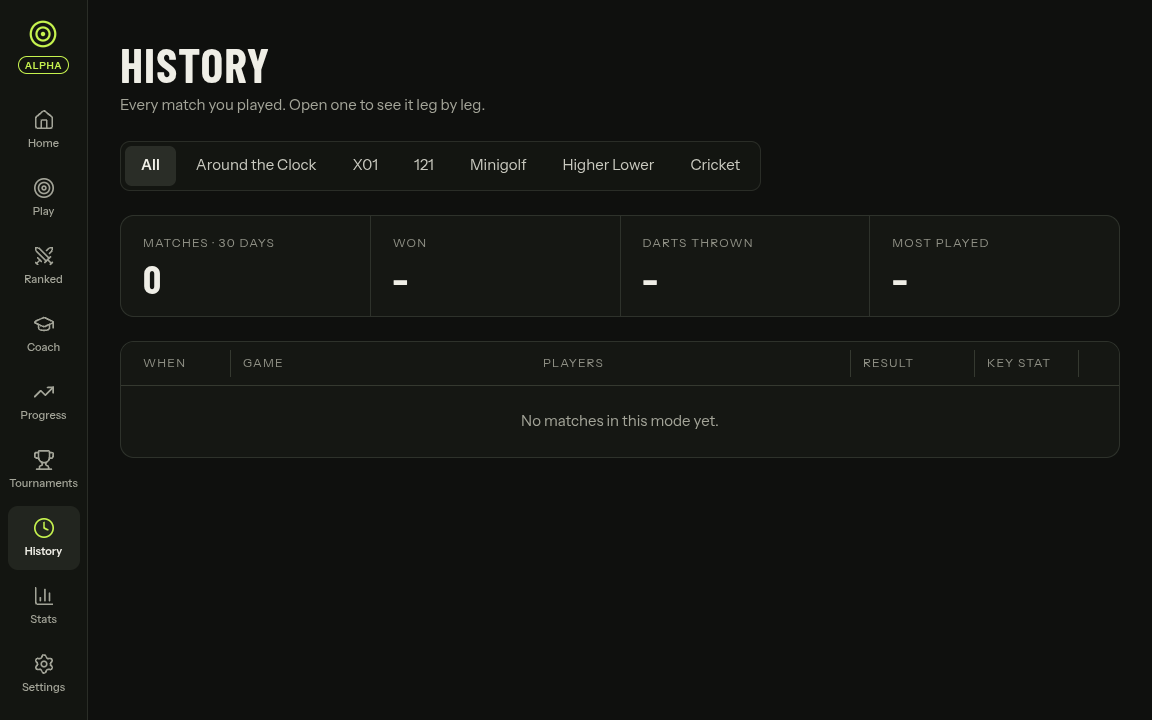 ALPHA
Home
Play
Ranked
Coach
Progress
Tournaments
History
Stats
Settings
HISTORY
Every match you played. Open one to see it leg by leg.
All Around the Clock X01 121 Minigolf Higher Lower Cricket
MATCHES · 30 DAYS WON DARTS THROWN MOST PLAYED
0 – – –
WHEN GAME PLAYERS RESULT KEY STAT
No matches in this mode yet.